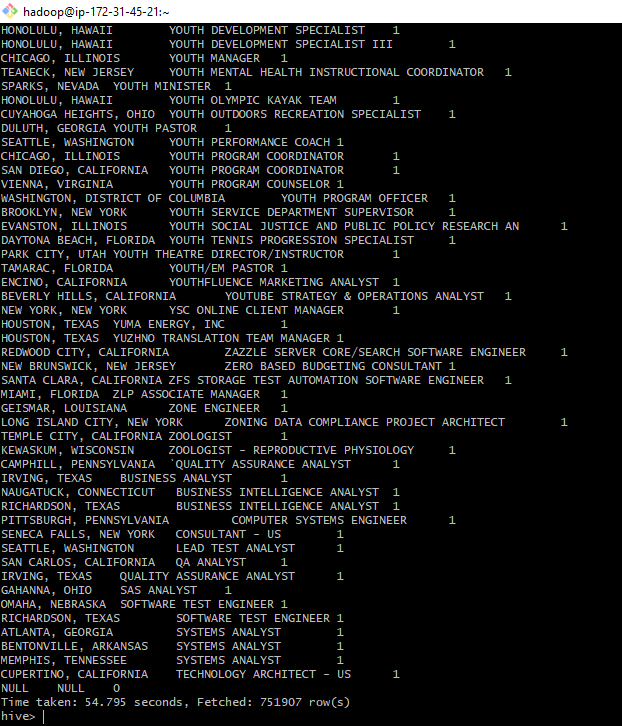 hadoop@ip-172-31-45-21:~
HONOLULU, HAWAII YOUTH DEVELOPMENT SPECIALIST 1
HONOLULU, HAWAII YOUTH DEVELOPMENT SPECIALIST III 1
CHICAGO, ILLINOIS YOUTH MANAGER 1
TEANECK, NEW JERSEY YOUTH MENTAL HEALTH INSTRUCTIONAL COORDINATOR 1
SPARKS, NEVADA YOUTH MINISTER 1
HONOLULU, HAWAII YOUTH OLYMPIC KAYAK TEAM 1
CUYAHOGA HEIGHTS, OHIO YOUTH OUTDOORS RECREATION SPECIALIST 1
DULUTH, GEORGIA YOUTH PASTOR 1
SEATTLE, WASHINGTON YOUTH PERFORMANCE COACH 1
CHICAGO, ILLINOIS YOUTH PROGRAM COORDINATOR 1
SAN DIEGO, CALIFORNIA YOUTH PROGRAM COORDINATOR 1
VIENNA, VIRGINIA YOUTH PROGRAM COUNSELOR 1
WASHINGTON, DISTRICT OF COLUMBIA YOUTH PROGRAM OFFICER 1
BROOKLYN, NEW YORK YOUTH SERVICE DEPARTMENT SUPERVISOR 1
EVANSTON, ILLINOIS YOUTH SOCIAL JUSTICE AND PUBLIC POLICY RESEARCH AN 1
DAYTONA BEACH, FLORIDA YOUTH TENNIS PROGRESSION SPECIALIST 1
PARK CITY, UTAH YOUTH THEATRE DIRECTOR/INSTRUCTOR 1
TAMARAC, FLORIDA YOUTH/EM PASTOR 1
ENCINO, CALIFORNIA YOUTHFLUENCE MARKETING ANALYST 1
BEVERLY HILLS, CALIFORNIA YOUTUBE STRATEGY & OPERATIONS ANALYST 1
NEW YORK, NEW YORK YSC ONLINE CLIENT MANAGER 1
HOUSTON, TEXAS YUMA ENERGY, INC 1
HOUSTON, TEXAS YUZHNO TRANSLATION TEAM MANAGER 1
REDWOOD CITY, CALIFORNIA ZAZZLE SERVER CORE/SEARCH SOFTWARE ENGINEER 1
NEW BRUNSWICK, NEW JERSEY ZERO BASED BUDGETING CONSULTANT 1
SANTA CLARA, CALIFORNIA ZFS STORAGE TEST AUTOMATION SOFTWARE ENGINEER 1
MIAMI, FLORIDA ZLP ASSOCIATE MANAGER 1
GEISMAR, LOUISIANA ZONE ENGINEER 1
LONG ISLAND CITY, NEW YORK ZONING DATA COMPLIANCE PROJECT ARCHITECT 1
TEMPLE CITY, CALIFORNIA ZOOLOGIST 1
KEWASKUM, WISCONSIN ZOOLOGIST - REPRODUCTIVE PHYSIOLOGY 1
CAMPHILL, PENNSYLVANIA `QUALITY ASSURANCE ANALYST 1
IRVING, TEXAS BUSINESS ANALYST 1
NAUGATUCK, CONNECTICUT BUSINESS INTELLIGENCE ANALYST 1
RICHARDSON, TEXAS BUSINESS INTELLIGENCE ANALYST 1
PITTSBURGH, PENNSYLVANIA COMPUTER SYSTEMS ENGINEER 1
SENECA FALLS, NEW YORK CONSULTANT - US 1
SEATTLE, WASHINGTON LEAD TEST ANALYST 1
SAN CARLOS, CALIFORNIA QA ANALYST 1
IRVING, TEXAS QUALITY ASSURANCE ANALYST 1
GAHANNA, OHIO SAS ANALYST 1
OMAHA, NEBRASKA SOFTWARE TEST ENGINEER 1
RICHARDSON, TEXAS SOFTWARE TEST ENGINEER 1
ATLANTA, GEORGIA SYSTEMS ANALYST 1
BENTONVILLE, ARKANSAS SYSTEMS ANALYST 1
MEMPHIS, TENNESSEE SYSTEMS ANALYST 1
CUPERTINO, CALIFORNIA TECHNOLOGY ARCHITECT - US 1
NULL NULL 0
Time taken: 54.795 seconds, Fetched: 751907 row(s)
hive>